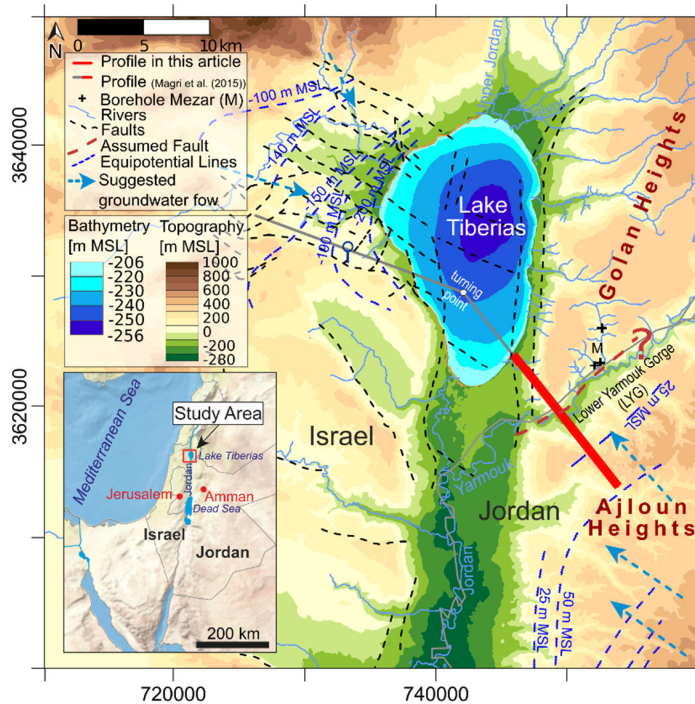 N
0 5 10 km
Profile in this article
Profile (Magri et al. (2015))
Borehole Mezar (M)
Rivers
Faults
Assumed Fault
Equipotential Lines
Suggested
groundwater fow
Bathymetry
[m MSL]
-206
-210
-220
-230
-240
-250
-256
Topography
[m MSL]
1600
1000
800
600
400
200
0
-200
-280
-100 m MSL
-140 m MSL
-150 m MSL
-200 m MSL
-100 m MSL
Upper Jordan
Lake
Tiberias
turning
point
Golan Heights
M
?
Lower Yarmouk Gorge
(LYG)
25 m MSL
Israel
Yarmouk
Jordan
Ajloun
Heights
Jordan
25 m MSL
50 m MSL
Mediterranean Sea
Study Area
Lake Tiberias
Jordan
Jerusalem
Amman
Dead Sea
Israel
Jordan
200 km
3640000
3620000
720000
740000